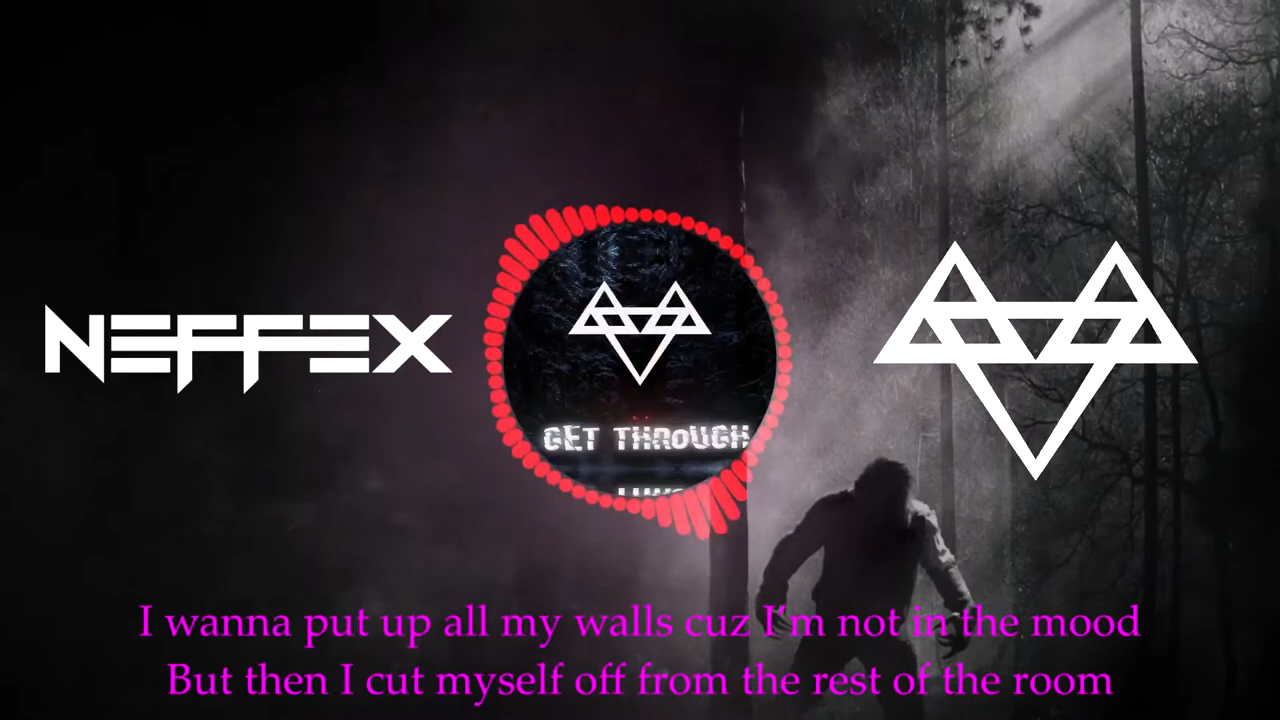 NEFFEX
GET THROUGH
I wanna put up all my walls cuz I'm not in the mood
But then I cut myself off from the rest of the room